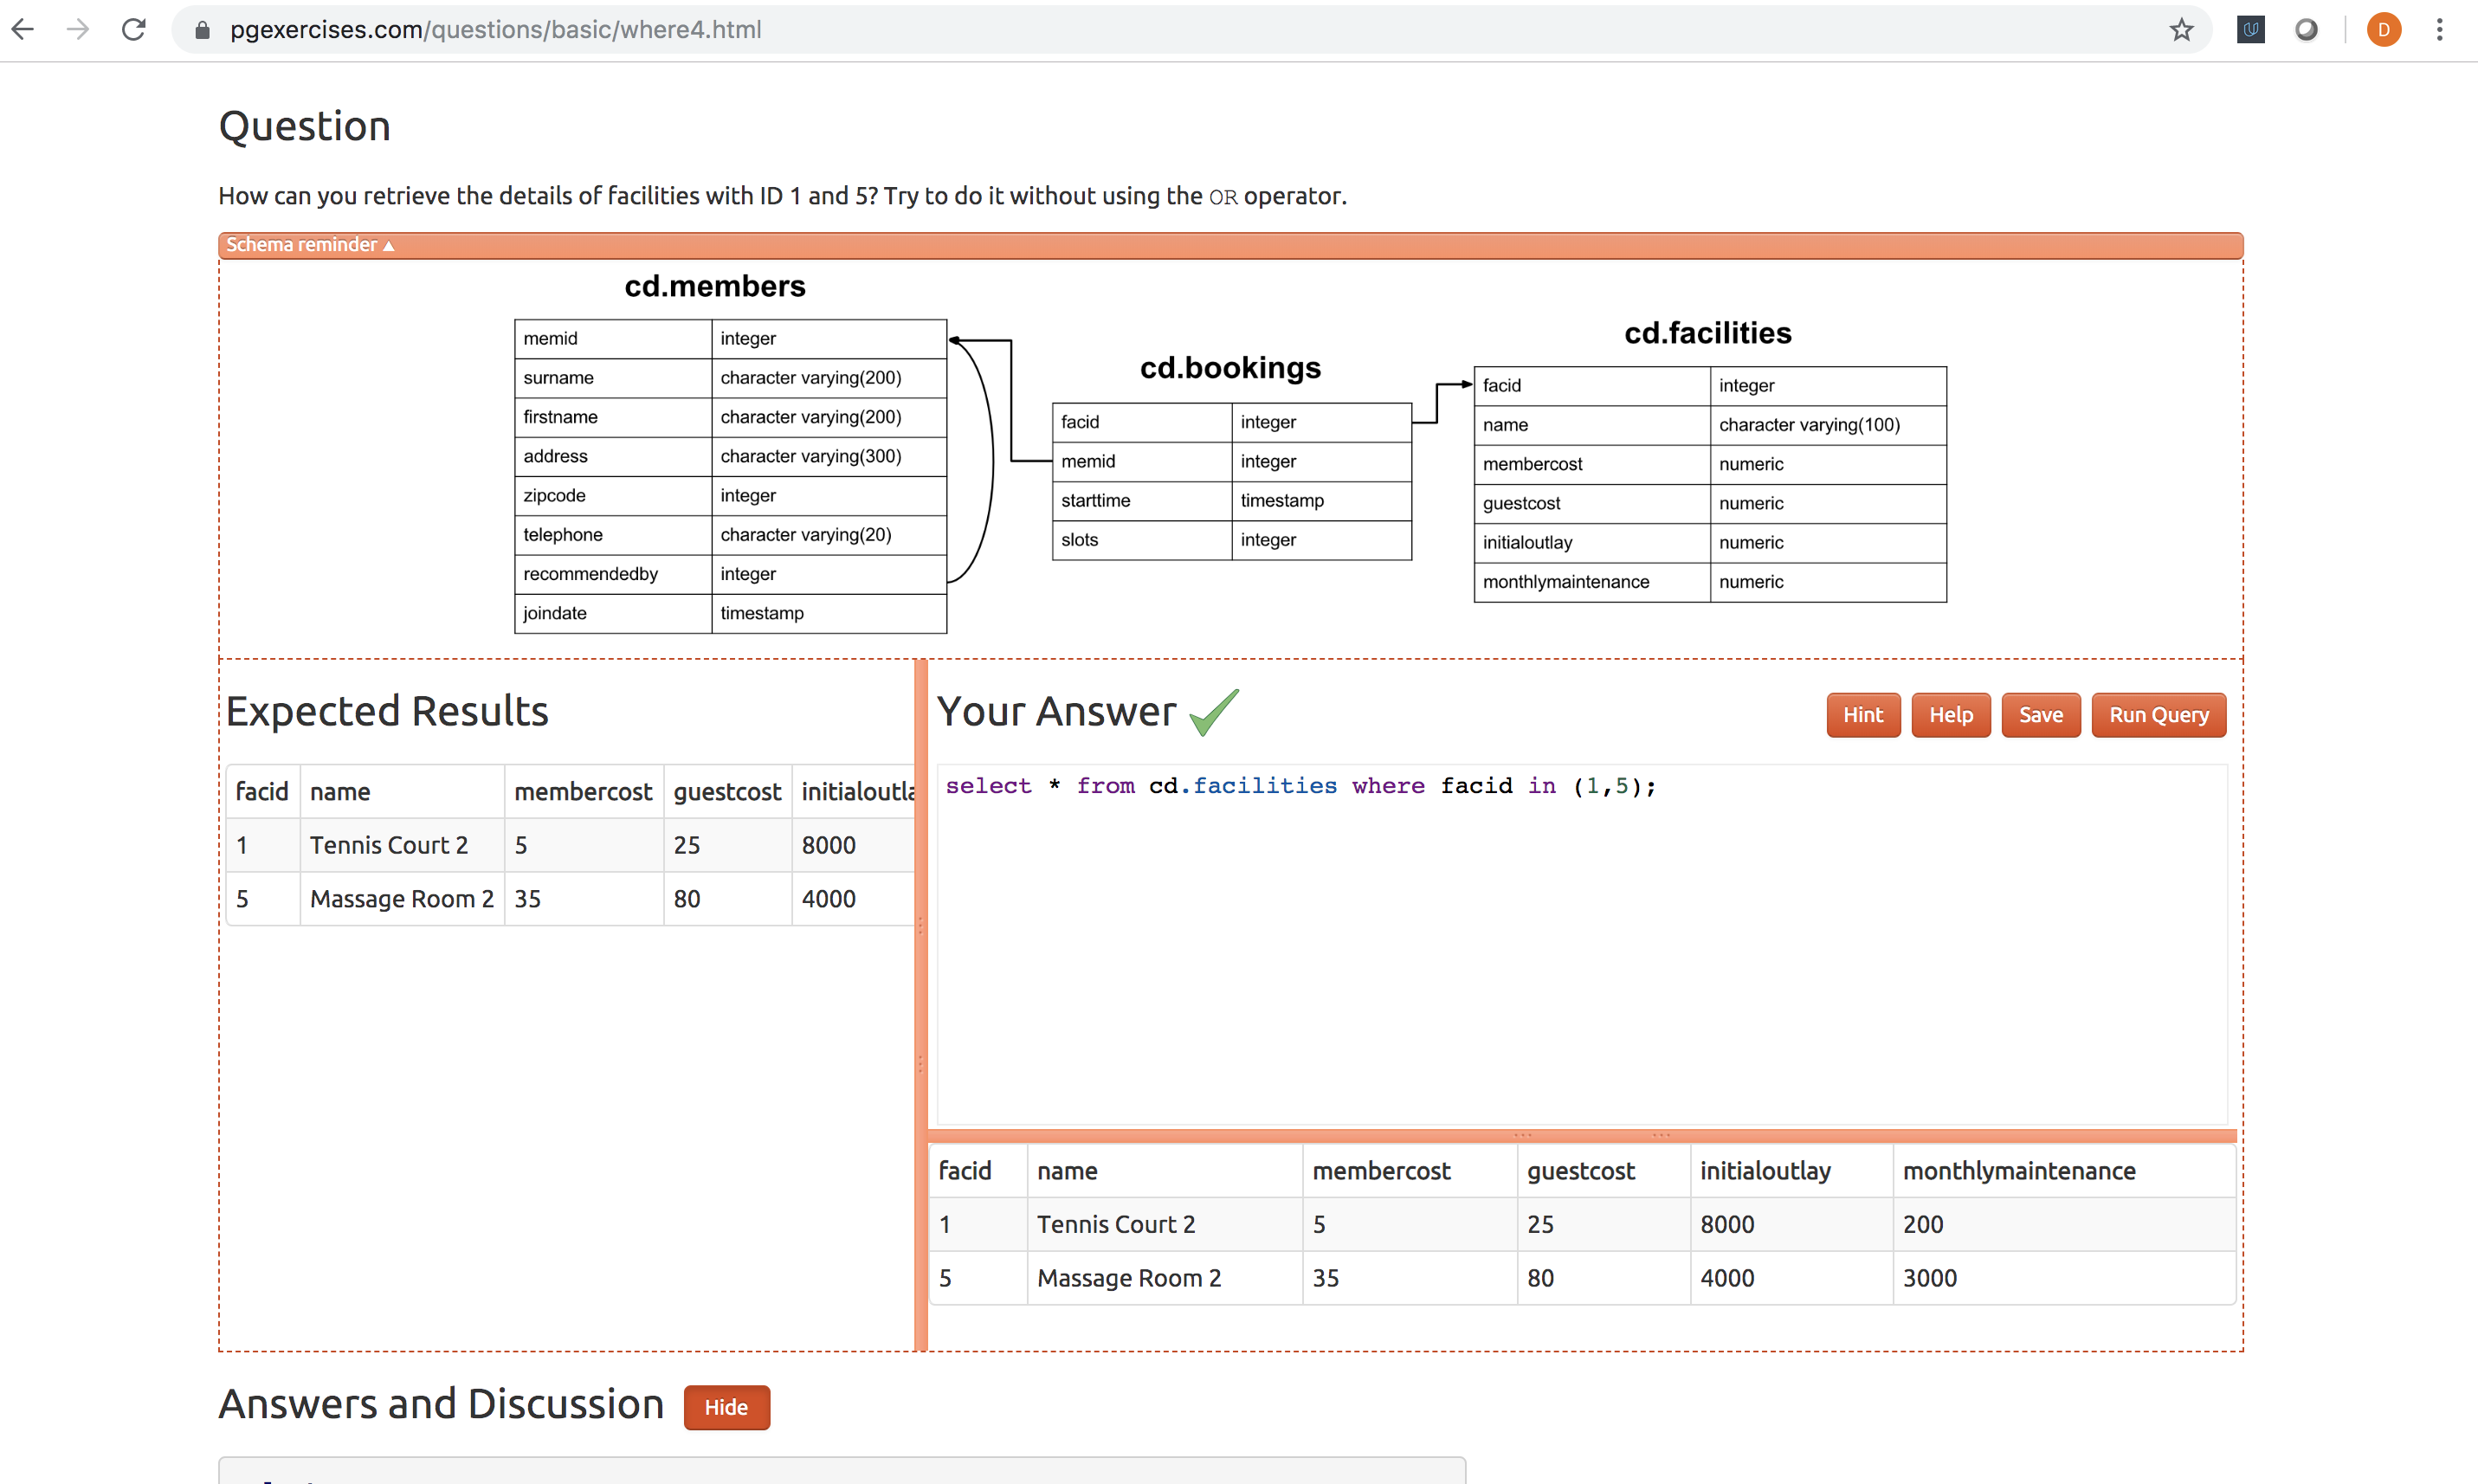 pgexercises.com/questions/basic/where4.html
D
Question
How can you retrieve the details of facilities with ID 1 and 5? Try to do it without using the OR operator.
Schema reminder ▲
cd.members
memid integer
surname character varying(200)
firstname character varying(200)
address character varying(300)
zipcode integer
telephone character varying(20)
recommendedby integer
joindate timestamp
cd.bookings
facid integer
memid integer
starttime timestamp
slots integer
cd.facilities
facid integer
name character varying(100)
membercost numeric
guestcost numeric
initialoutlay numeric
monthlymaintenance numeric
Expected Results
facid name membercost guestcost initialoutla
1 Tennis Court 2 5 25 8000
5 Massage Room 2 35 80 4000
Your Answer
Hint Help Save Run Query
select * from cd.facilities where facid in (1,5);
facid name membercost guestcost initialoutlay monthlymaintenance
1 Tennis Court 2 5 25 8000 200
5 Massage Room 2 35 80 4000 3000
Answers and Discussion Hide